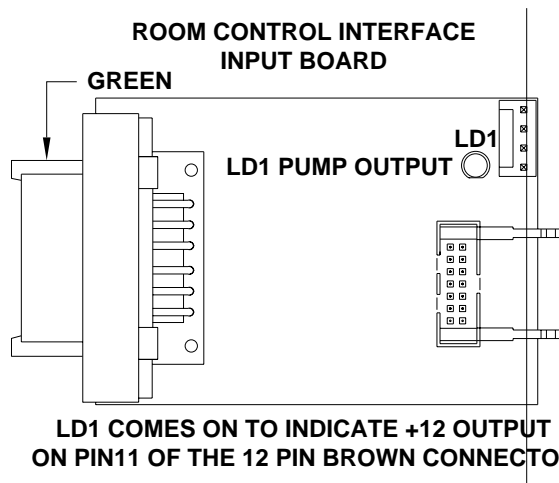 ROOM CONTROL INTERFACE
INPUT BOARD
GREEN
LD1
LD1 PUMP OUTPUT
LD1 COMES ON TO INDICATE +12 OUTPUT
ON PIN11 OF THE 12 PIN BROWN CONNECTO